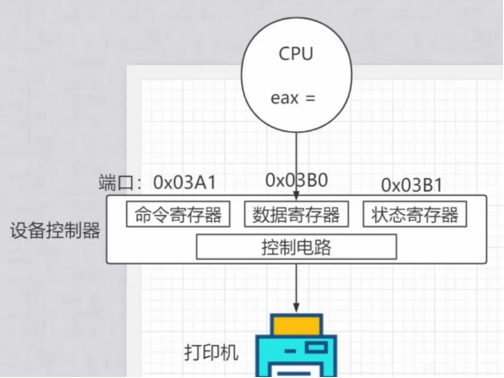 CPU
eax =
端口：0x03A1
0x03B0
0x03B1
设备控制器
命令寄存器
数据寄存器
状态寄存器
控制电路
打印机